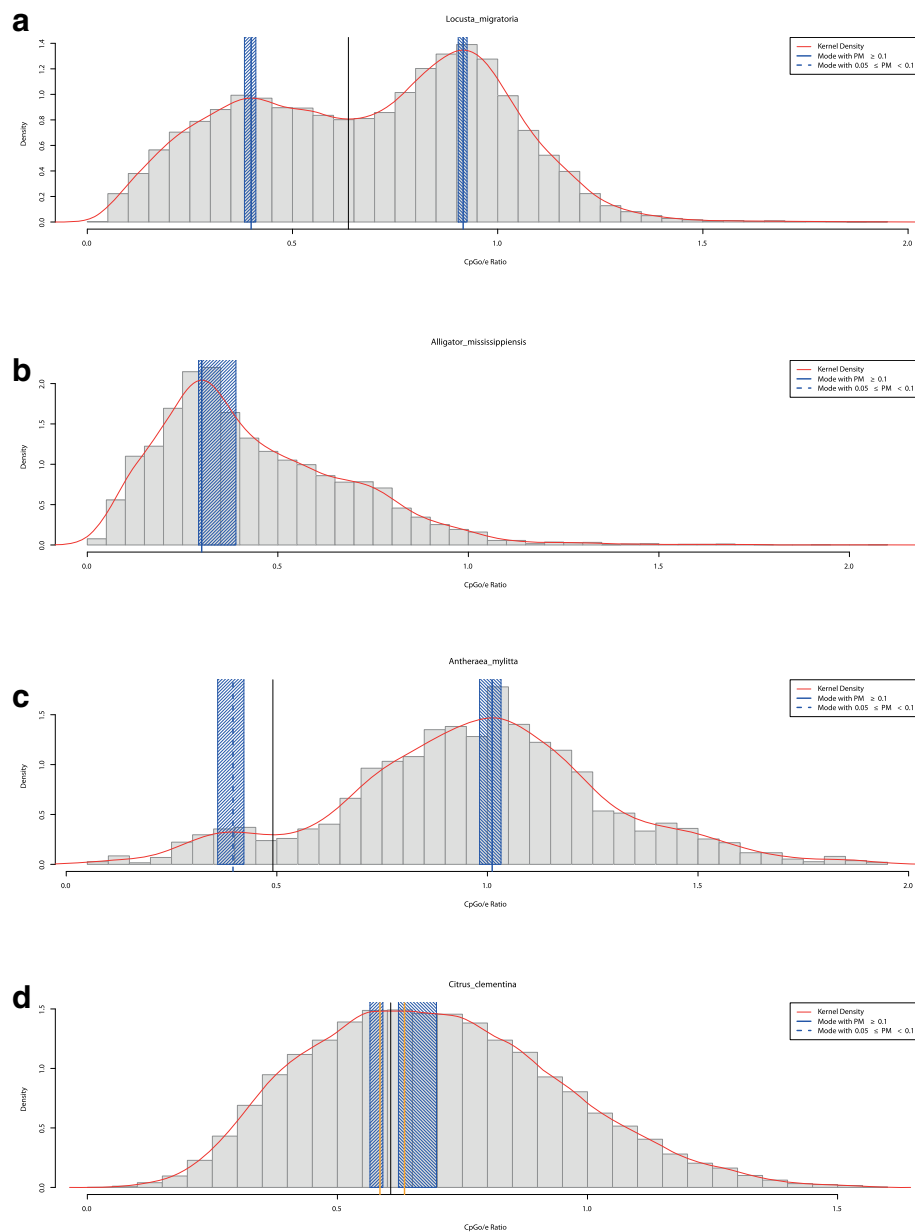 a
Locusta_migratoria
Kernel Density
Mode with PM ≥ 0.1
Mode with 0.05 ≤ PM < 0.1
Density
0.0 0.2 0.4 0.6 0.8 1.0 1.2 1.4
0.0 0.5 1.0 1.5 2.0
CpGo/e Ratio
b
Alligator_mississippiensis
Kernel Density
Mode with PM ≥ 0.1
Mode with 0.05 ≤ PM < 0.1
Density
0.0 0.5 1.0 1.5 2.0
0.0 0.5 1.0 1.5 2.0
CpGo/e Ratio
c
Antheraea_mylitta
Kernel Density
Mode with PM ≥ 0.1
Mode with 0.05 ≤ PM < 0.1
Density
0.0 0.5 1.0 1.5
0.0 0.5 1.0 1.5 2.0
CpGo/e Ratio
d
Citrus_clementina
Kernel Density
Mode with PM ≥ 0.1
Mode with 0.05 ≤ PM < 0.1
Density
0.0 0.5 1.0 1.5
0.0 0.5 1.0 1.5
CpGo/e Ratio